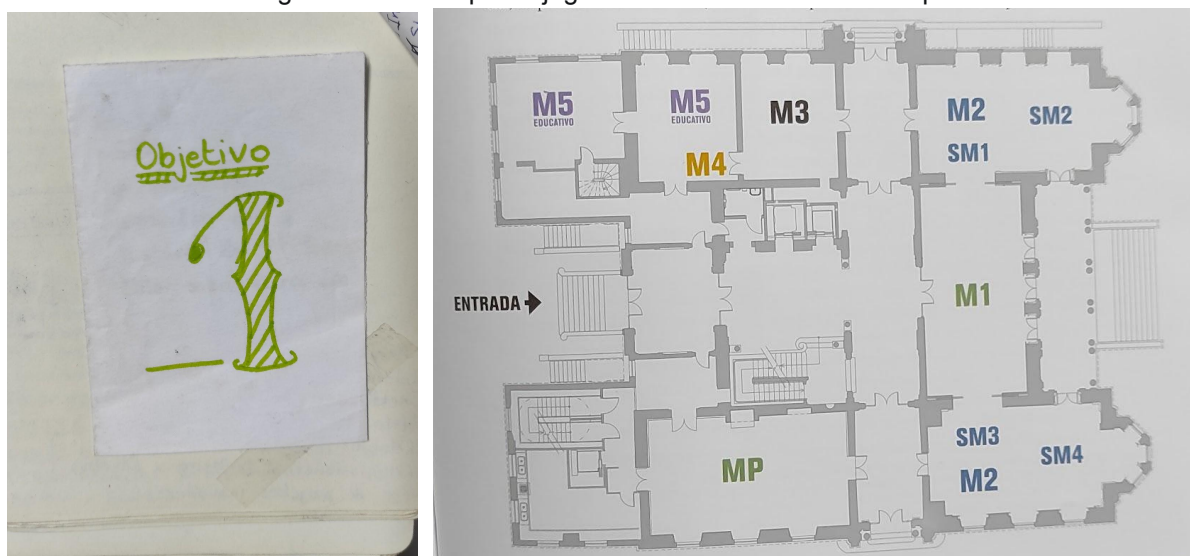 Objetivo
1
M5
EDUCATIVO
M5
EDUCATIVO
M4
M3
M2
SM2
SM1
ENTRADA
M1
MP
SM3
SM4
M2